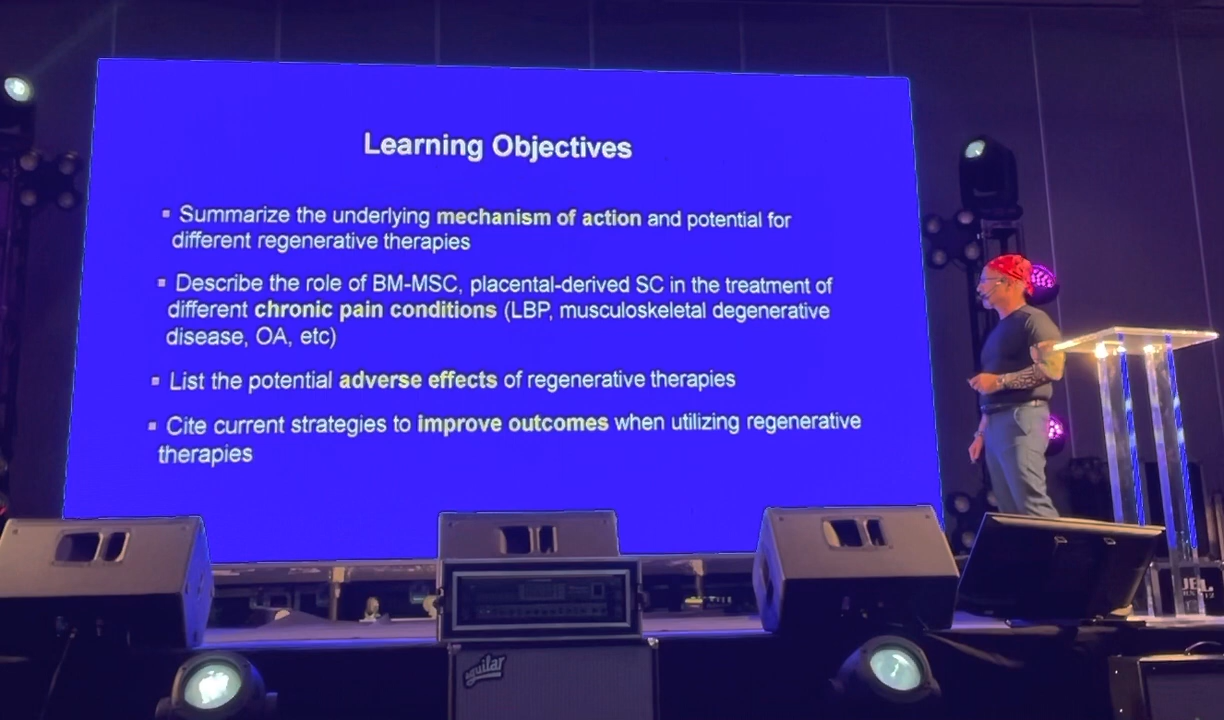 Learning Objectives
▪ Summarize the underlying mechanism of action and potential for
different regenerative therapies
▪ Describe the role of BM-MSC, placental-derived SC in the treatment of
different chronic pain conditions (LBP, musculoskeletal degenerative
disease, OA, etc)
▪ List the potential adverse effects of regenerative therapies
▪ Cite current strategies to improve outcomes when utilizing regenerative
therapies
aguilar